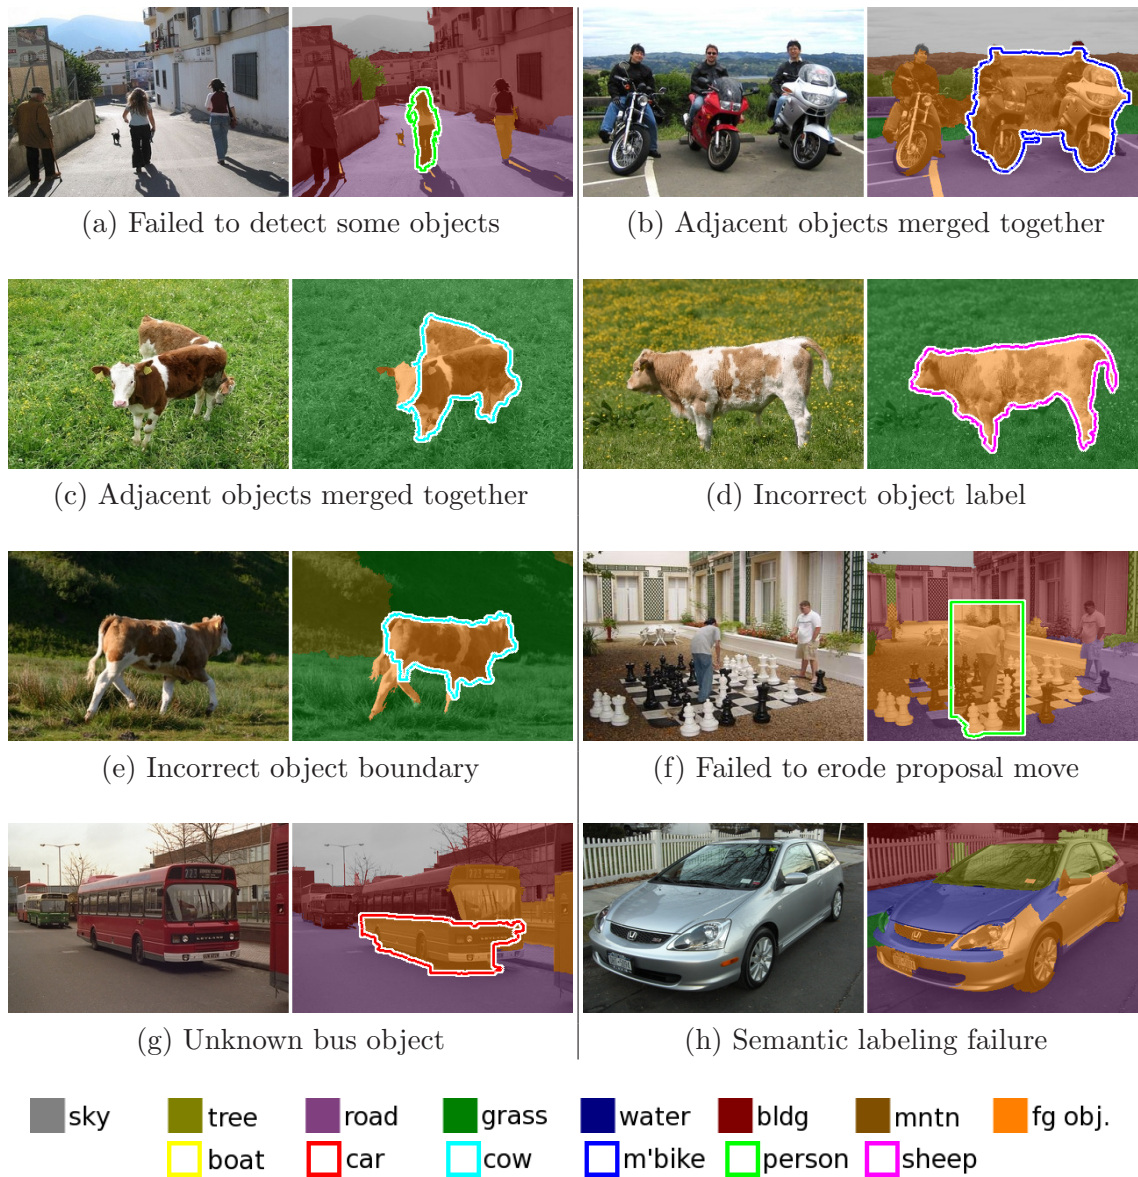 (a) Failed to detect some objects
(b) Adjacent objects merged together
(c) Adjacent objects merged together
(d) Incorrect object label
(e) Incorrect object boundary
(f) Failed to erode proposal move
(g) Unknown bus object
(h) Semantic labeling failure
sky tree road grass water bldg mntn fg obj.
boat car cow m'bike person sheep